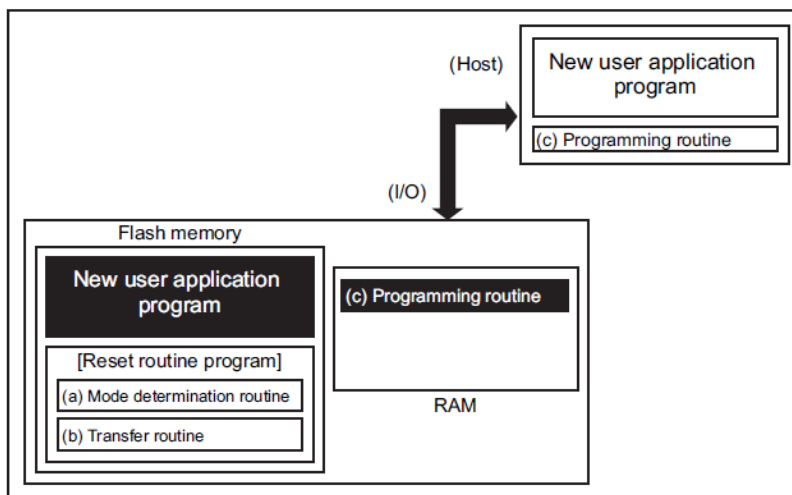 (Host)
New user application
program
(c) Programming routine
(I/O)
Flash memory
New user application
program
(c) Programming routine
[Reset routine program]
(a) Mode determination routine
(b) Transfer routine
RAM